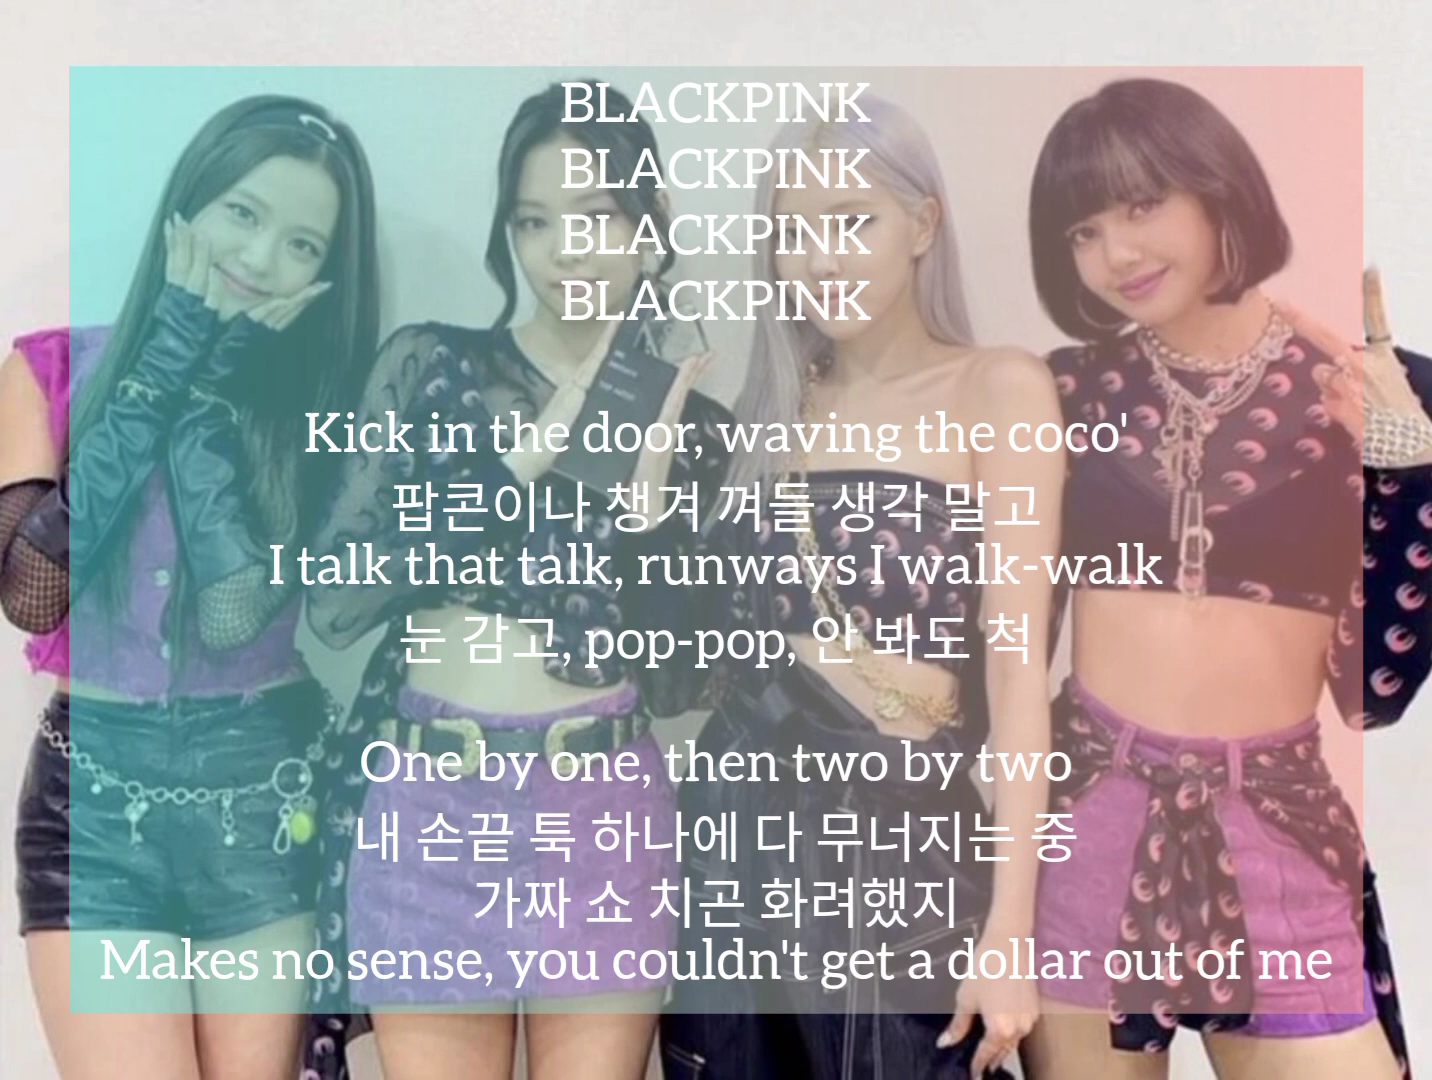 BLACKPINK
BLACKPINK
BLACKPINK
BLACKPINK
Kick in the door, waving the coco'
팝콘이나 챙겨 껴들 생각 말고
I talk that talk, runways I walk-walk
눈 감고, pop-pop, 안 봐도 척
One by one, then two by two
내 손끝 툭 하나에 다 무너지는 중
가짜 쇼 치곤 화려했지
Makes no sense, you couldn't get a dollar out of me